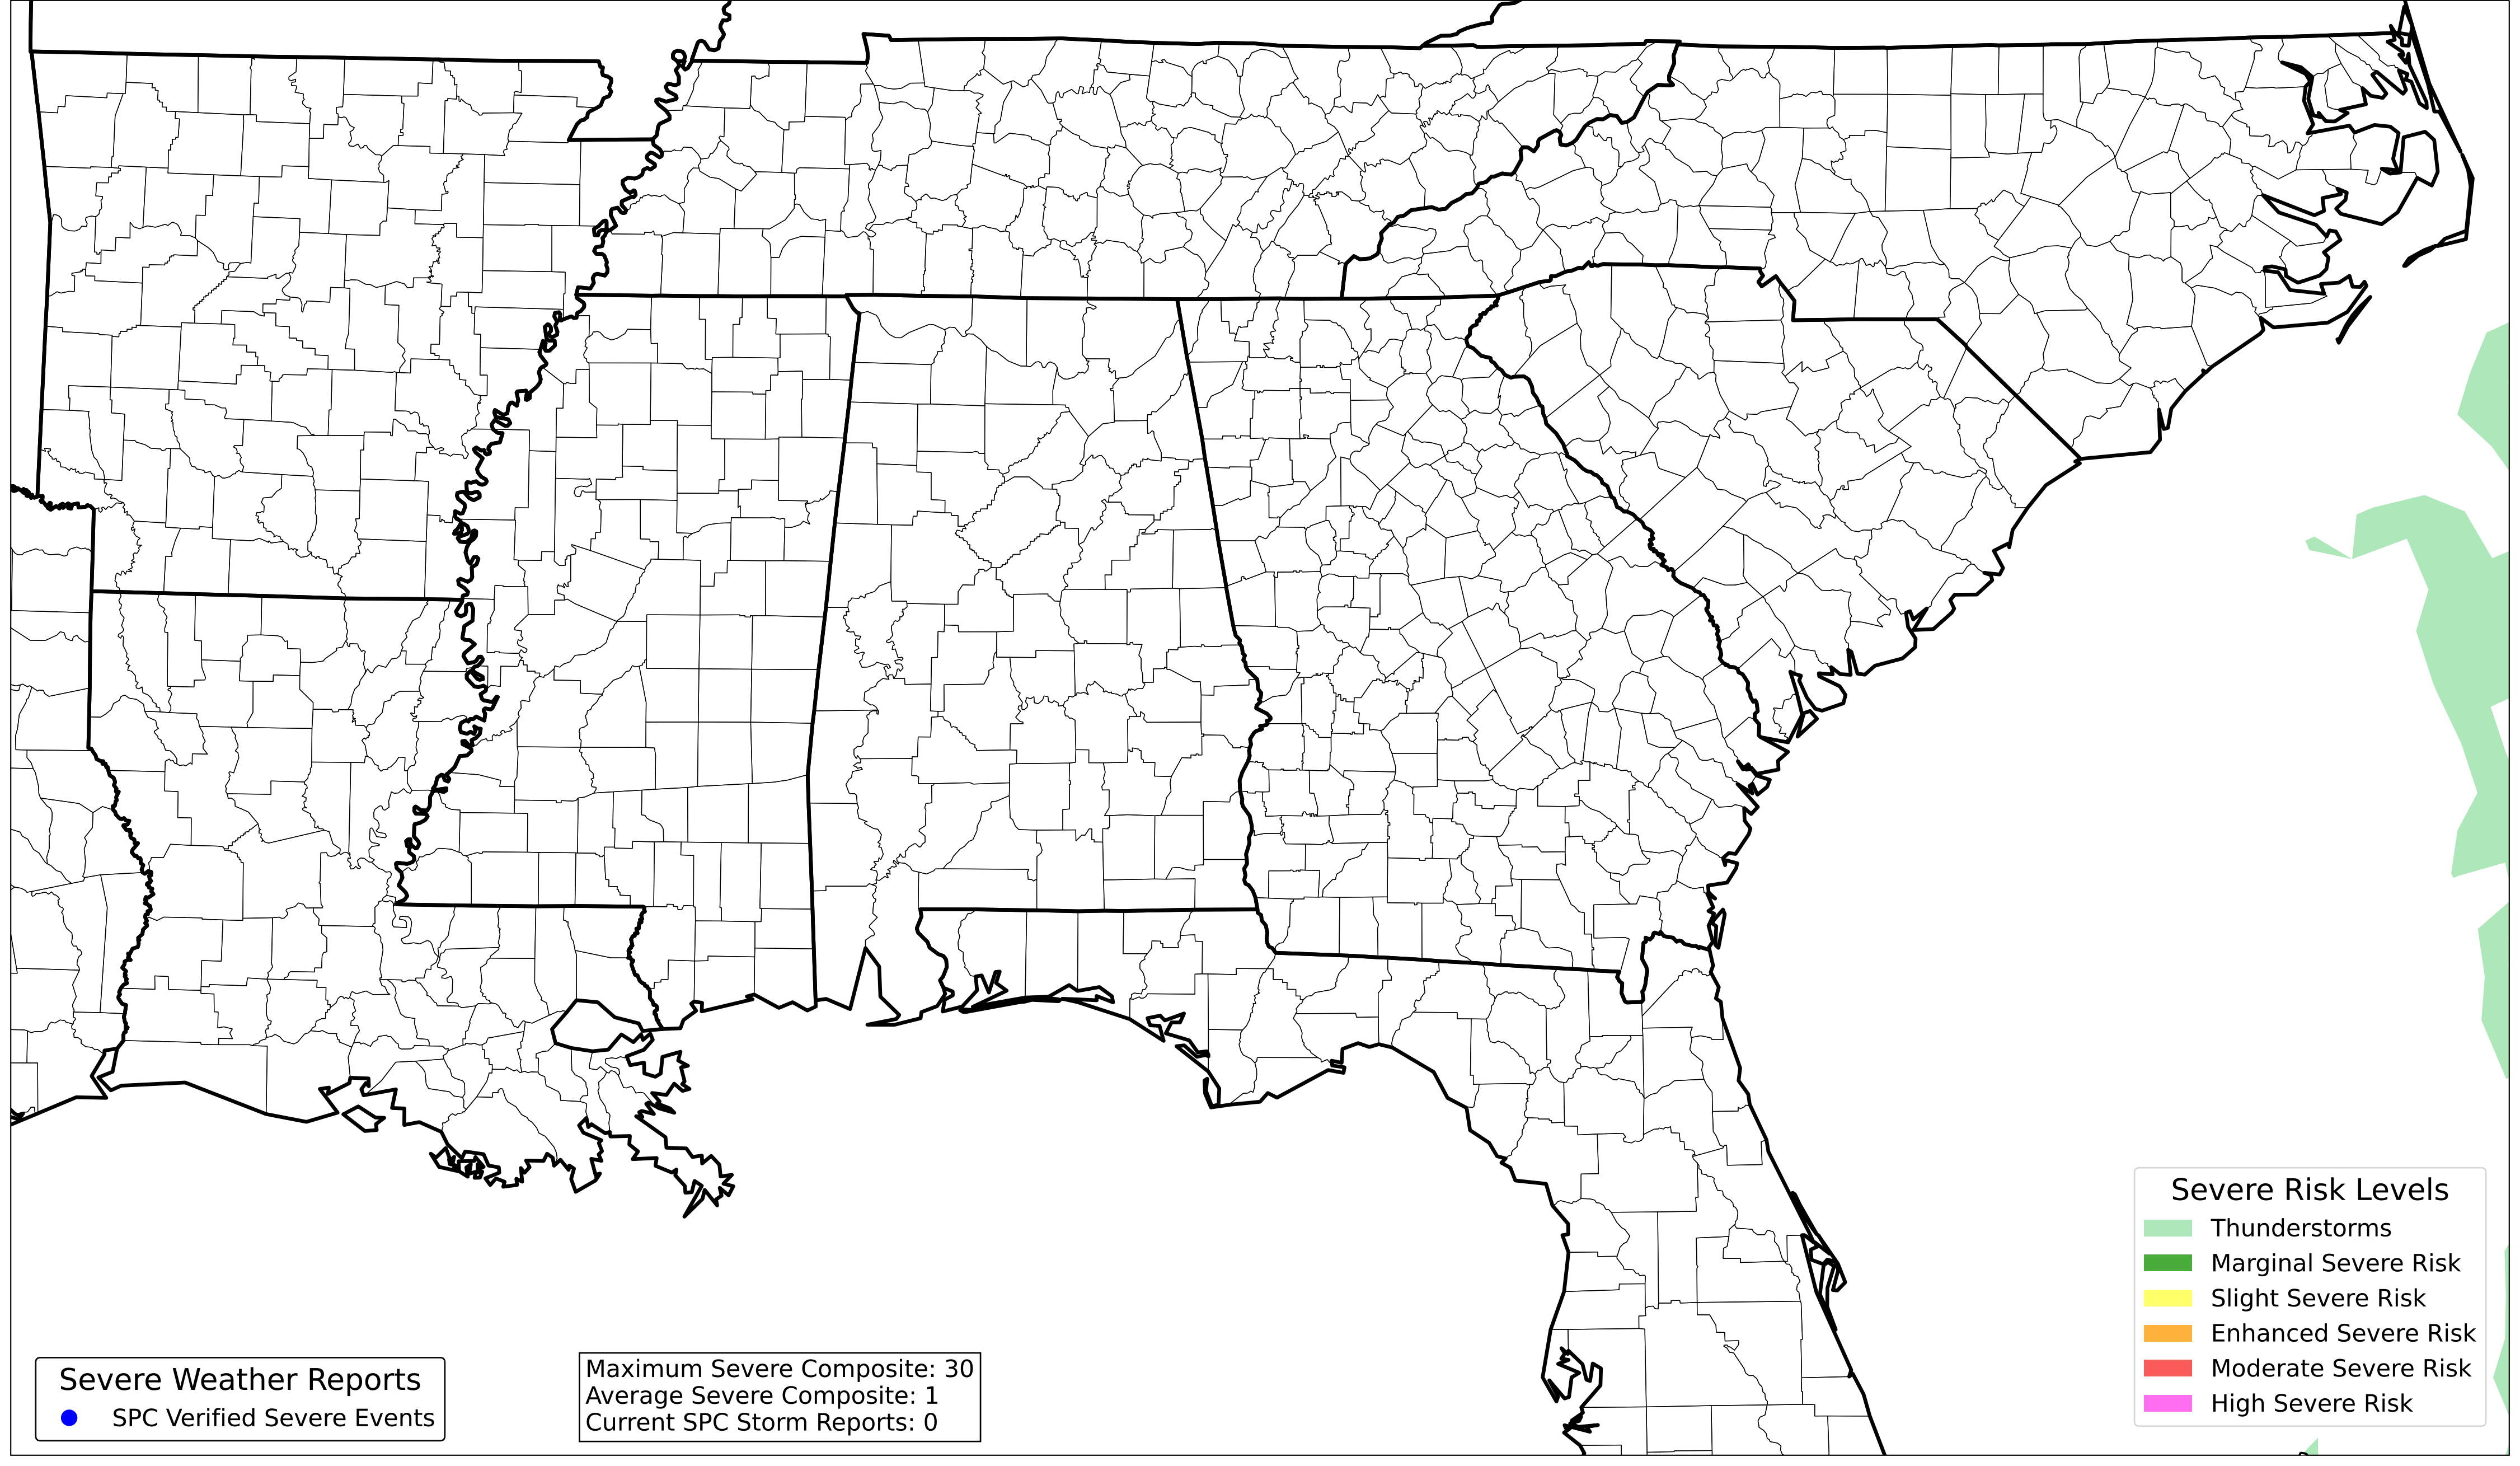 Severe Weather Reports
SPC Verified Severe Events
Maximum Severe Composite: 30
Average Severe Composite: 1
Current SPC Storm Reports: 0
Severe Risk Levels
Thunderstorms
Marginal Severe Risk
Slight Severe Risk
Enhanced Severe Risk
Moderate Severe Risk
High Severe Risk